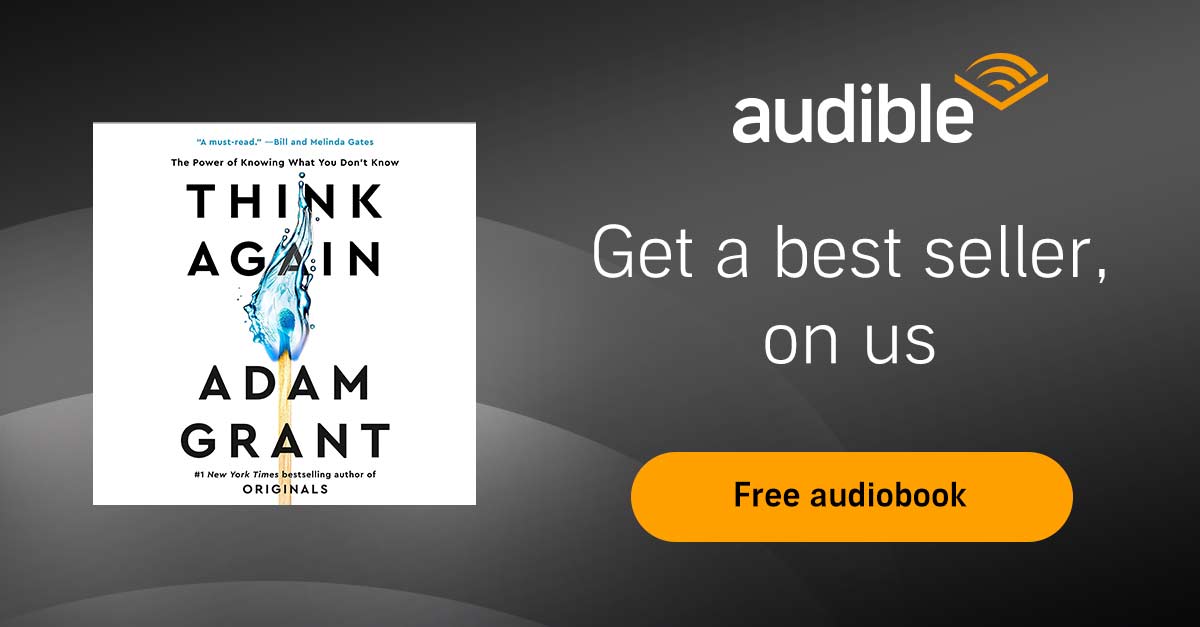 "A must-read." —Bill and Melinda Gates
The Power of Knowing What You Don't Know
THINK
AGAIN
ADAM
GRANT
#1 New York Times bestselling author of
ORIGINALS
audible
Get a best seller,
on us
Free audiobook